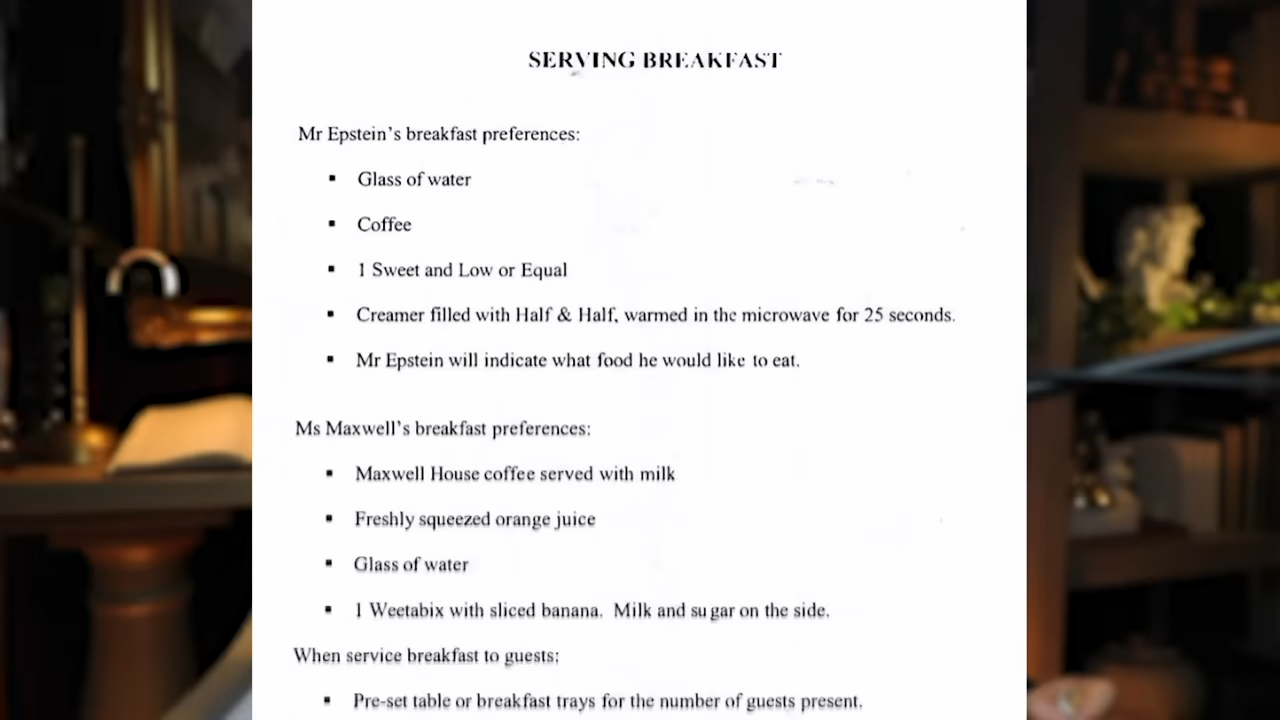 SERVING BREAKFAST
Mr Epstein's breakfast preferences:
▪ Glass of water
▪ Coffee
▪ 1 Sweet and Low or Equal
▪ Creamer filled with Half & Half, warmed in the microwave for 25 seconds.
▪ Mr Epstein will indicate what food he would like to eat.
Ms Maxwell's breakfast preferences:
▪ Maxwell House coffee served with milk
▪ Freshly squeezed orange juice
▪ Glass of water
▪ 1 Weetabix with sliced banana. Milk and sugar on the side.
When service breakfast to guests:
▪ Pre-set table or breakfast trays for the number of guests present.